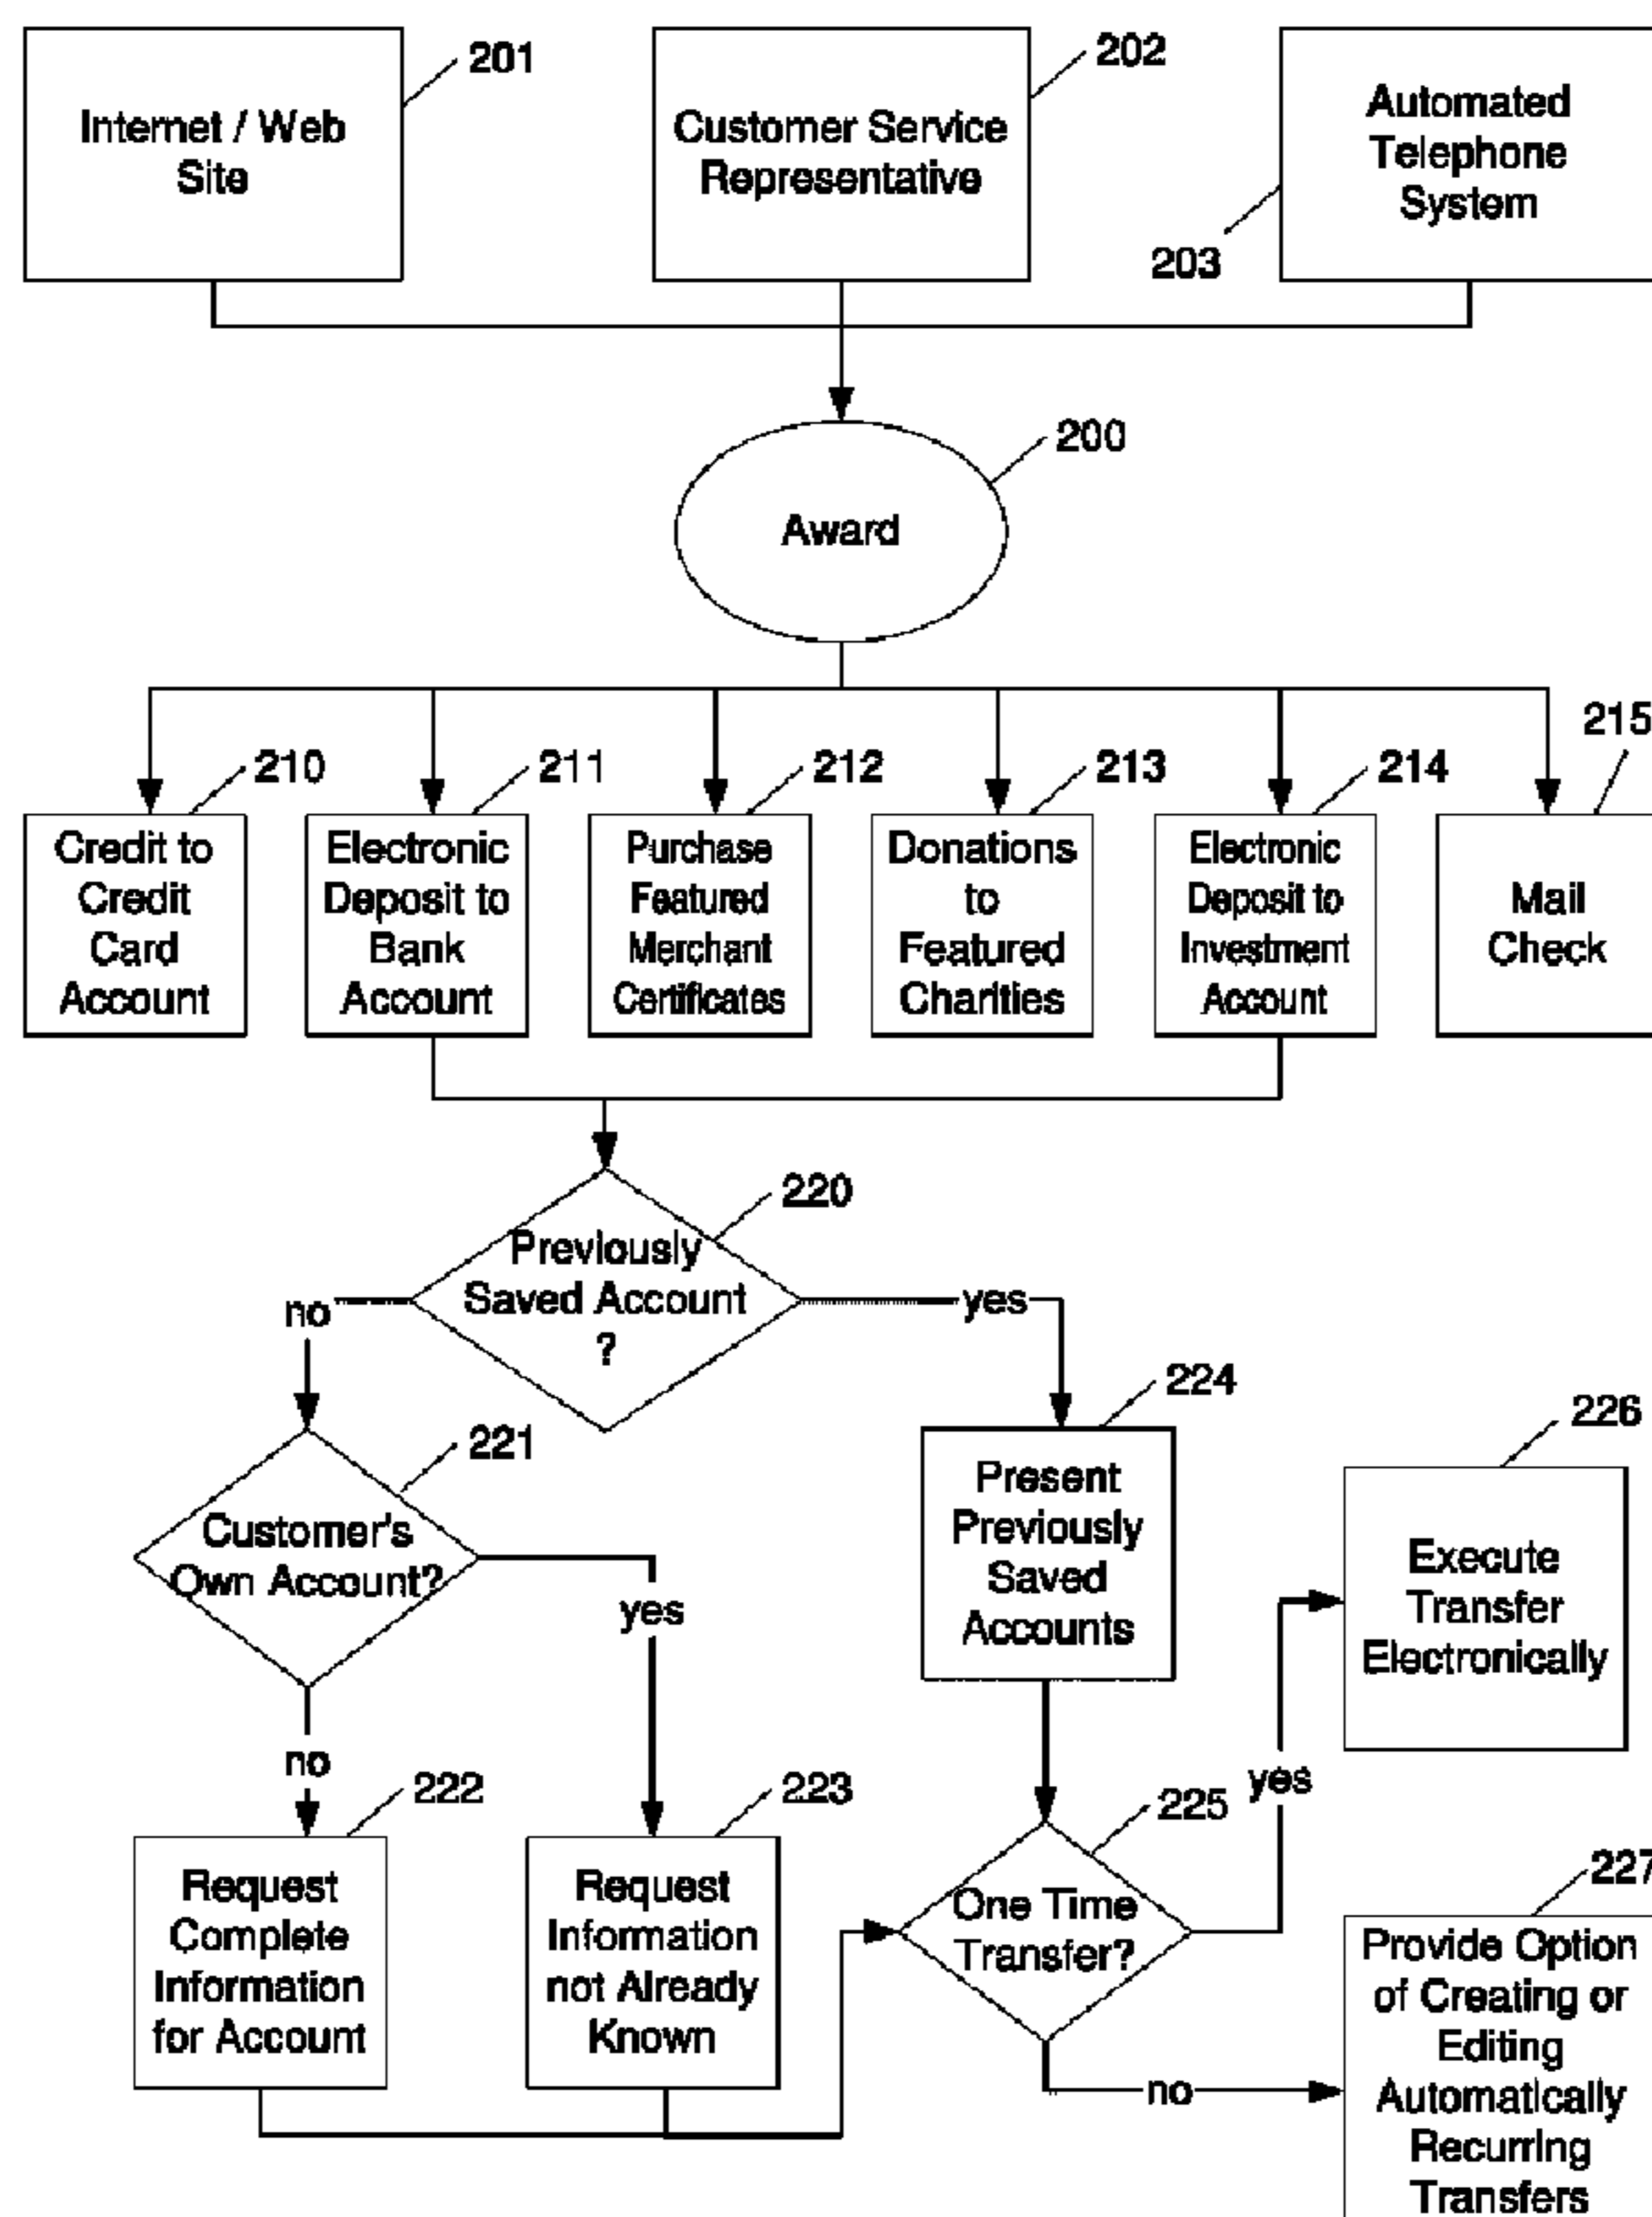 201
Internet / Web
Site
202
Customer Service
Representative
203
Automated
Telephone
System
200
Award
210
Credit to
Credit
Card
Account
211
Electronic
Deposit to
Bank
Account
212
Purchase
Featured
Merchant
Certificates
213
Donations
to
Featured
Charities
214
Electronic
Deposit to
Investment
Account
215
Mail
Check
220
Previously
Saved Account
?
no
yes
221
Customer's
Own Account?
yes
no
224
Present
Previously
Saved
Accounts
226
Execute
Transfer
Electronically
222
Request
Complete
Information
for Account
223
Request
Information
not Already
Known
225
One Time
Transfer?
yes
no
227
Provide Option
of Creating or
Editing
Automatically
Recurring
Transfers